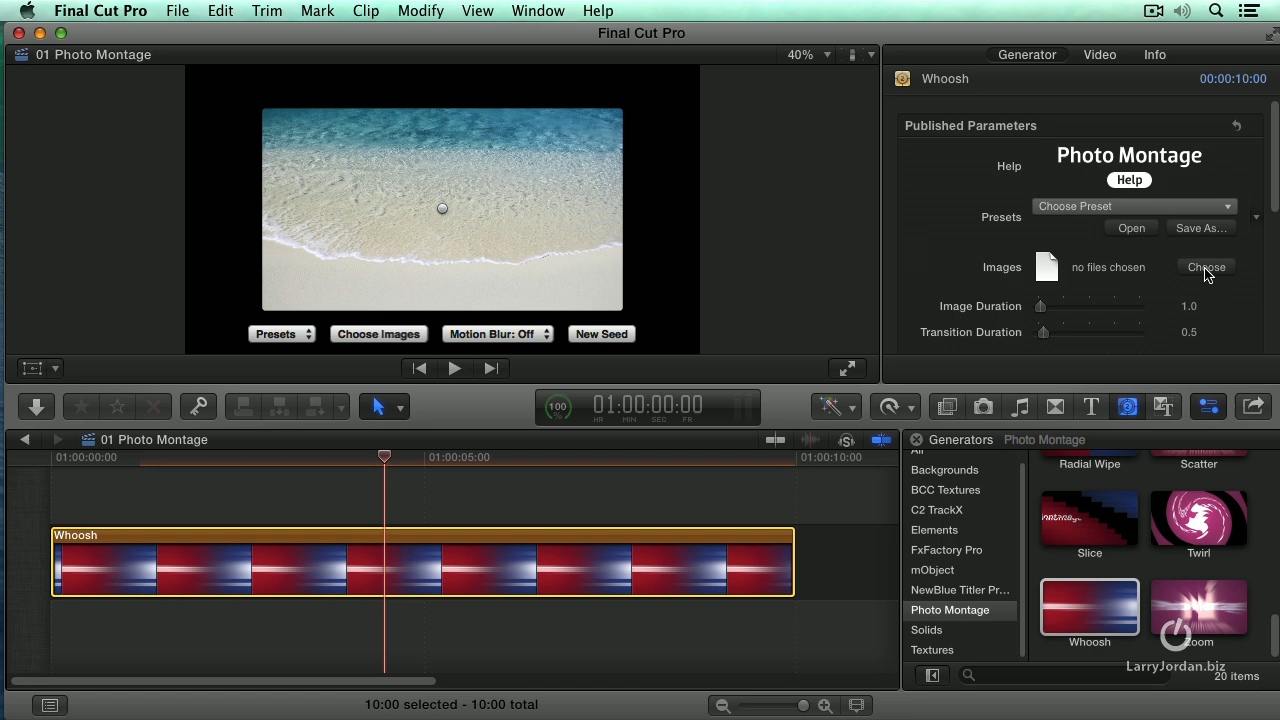 Final Cut Pro File Edit Trim Mark Clip Modify View Window Help
Final Cut Pro
01 Photo Montage 40%
Generator Video Info
Whoosh 00:00:10:00
Published Parameters
Help Photo Montage
Help
Presets Choose Preset
Open Save As...
Images no files chosen Choose
Image Duration 1.0
Transition Duration 0.5
Presets Choose Images Motion Blur: Off New Seed
100 % 01:00:00:00
HR MIN SEC FR
01 Photo Montage
01:00:00:00 01:00:05:00 01:00:10:00
Whoosh
Generators Photo Montage
All
Backgrounds
BCC Textures
C2 TrackX
Elements
FxFactory Pro
mObject
NewBlue Titler Pr...
Photo Montage
Solids
Textures
Radial Wipe Scatter
Slice Twirl
Whoosh Zoom
LarryJordan.biz
20 items
10:00 selected - 10:00 total